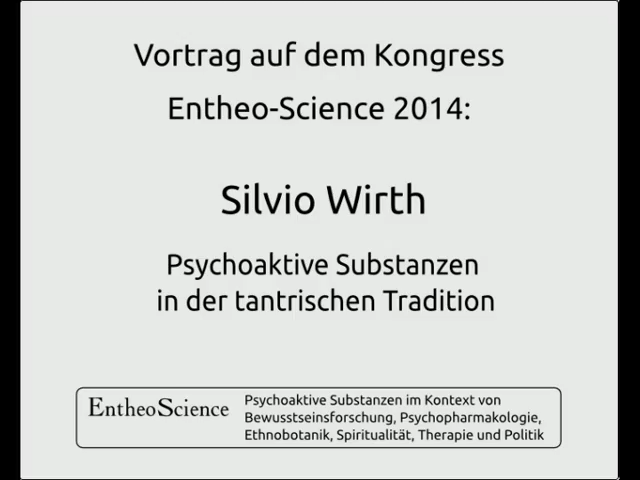 Vortrag auf dem Kongress
Entheo-Science 2014:
Silvio Wirth
Psychoaktive Substanzen
in der tantrischen Tradition
EntheoScience
Psychoaktive Substanzen im Kontext von
Bewusstseinsforschung, Psychopharmakologie,
Ethnobotanik, Spiritualität, Therapie und Politik